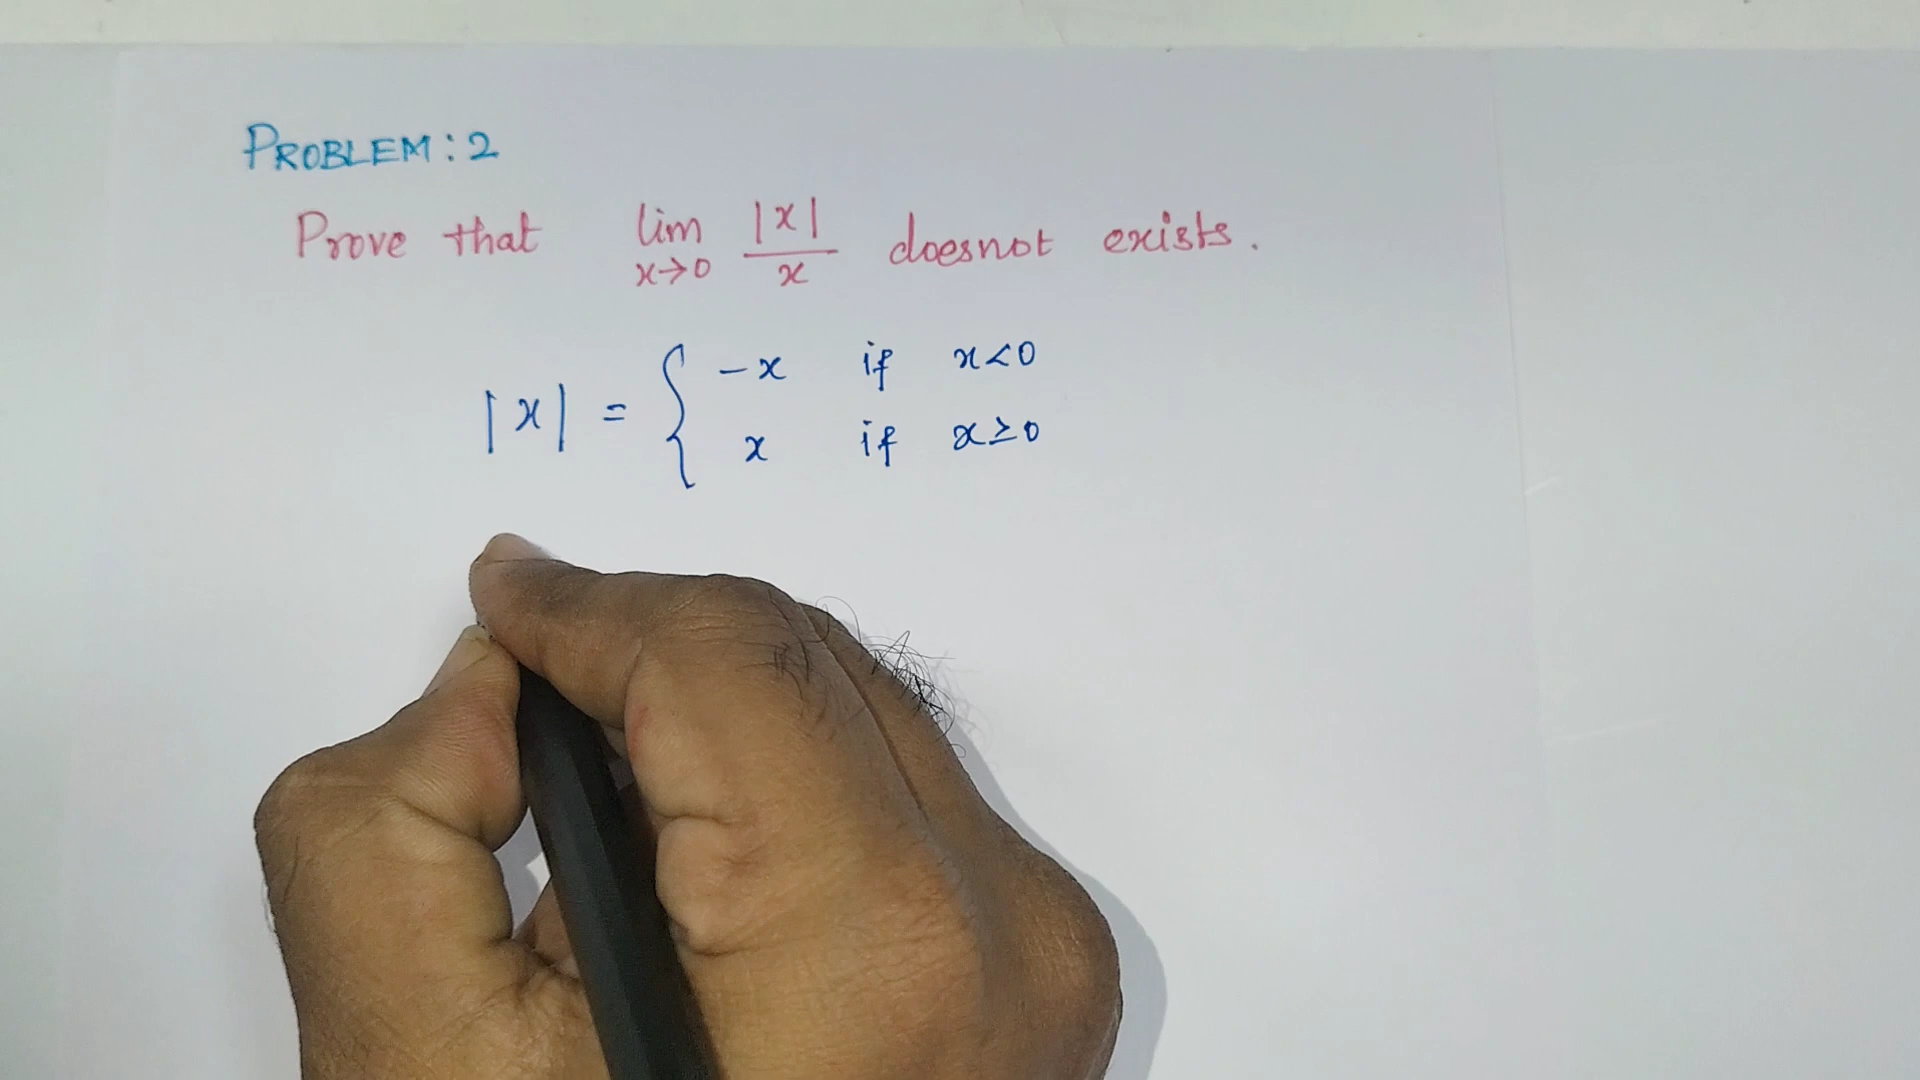 PROBLEM: 2
Prove that lim x→0 |x|/x doesnot exists.
|x| = { -x if x<0
x if x≥0